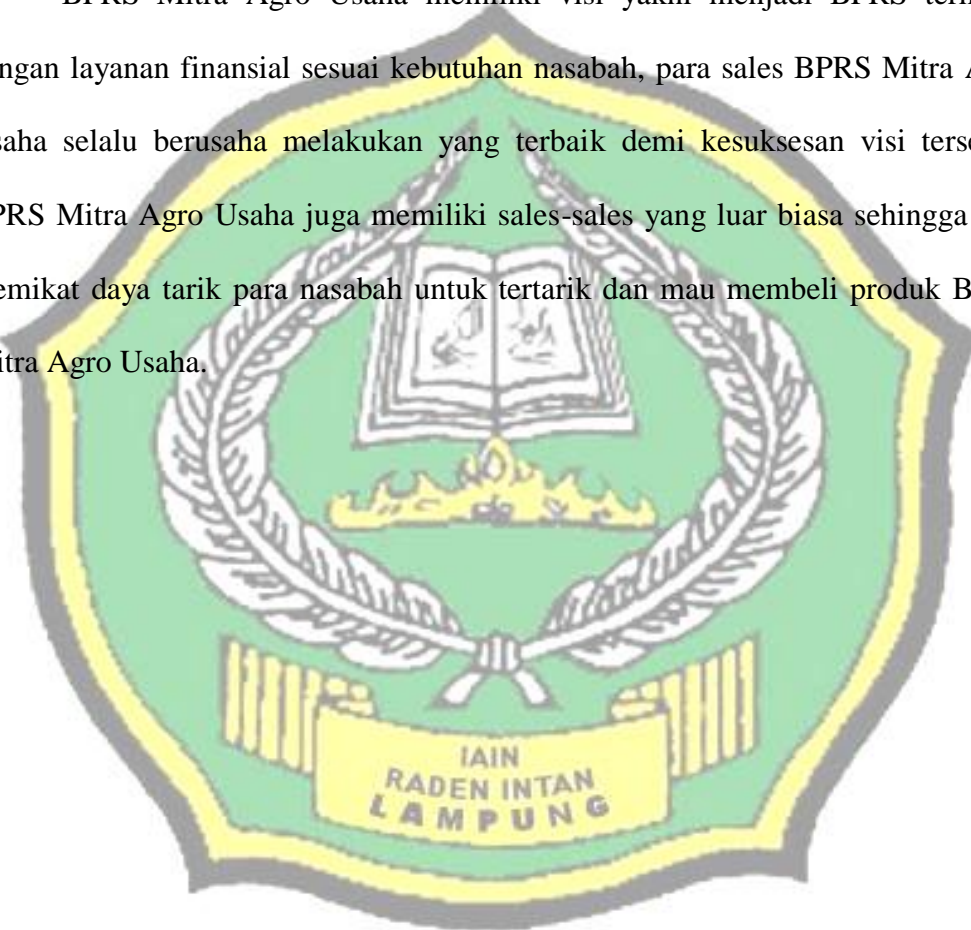 BPRS Mitra Agro Usaha memiliki visi yakni menjadi BPRS
ngan layanan finansial sesuai kebutuhan nasabah, para sales BPRS Mitra
saha selalu berusaha melakukan yang terbaik demi kesuksesan visi
PRS Mitra Agro Usaha juga memiliki sales-sales yang luar biasa sehingga
emikat daya tarik para nasabah untuk tertarik dan mau membeli produk
itra Agro Usaha.
IAIN
RADEN INTAN
LAMPUNG